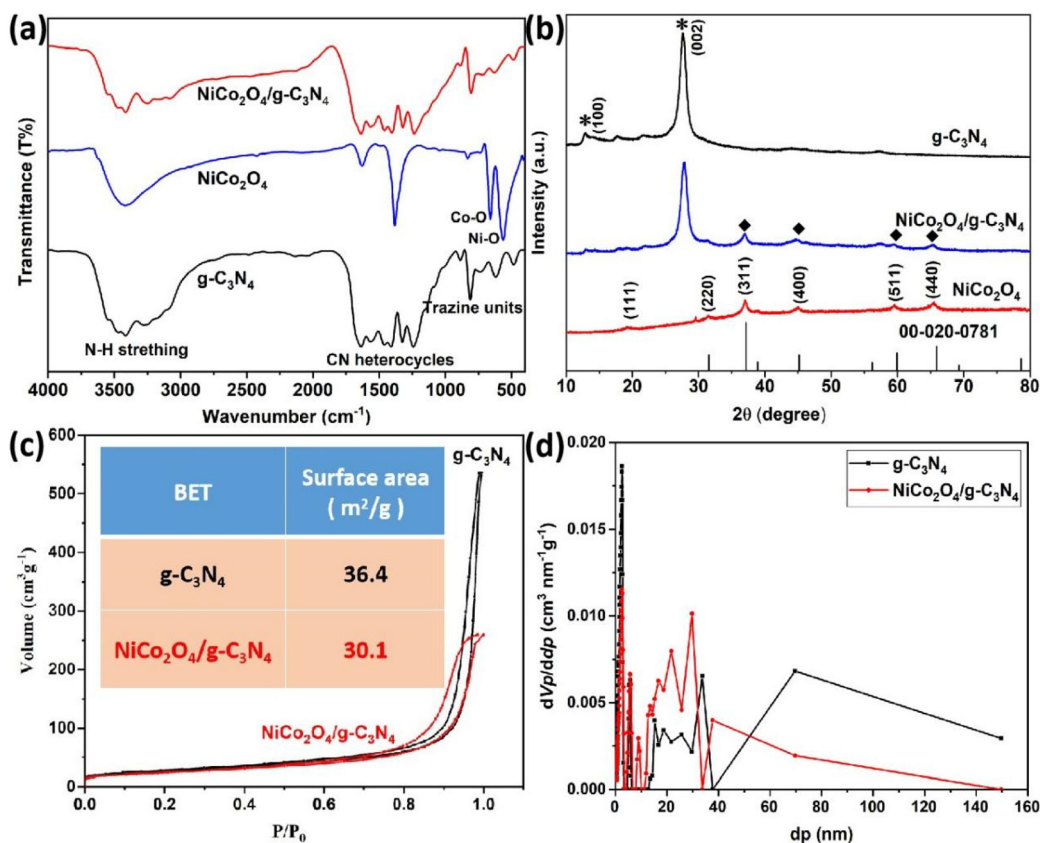 (a)
NiCo₂O₄/g-C₃N₄
NiCo₂O₄
Co-O
Ni-O
g-C₃N₄
Trazine units
N-H strething
CN heterocycles
Transmittance (T%)
4000 3500 3000 2500 2000 1500 1000 500
Wavenumber (cm⁻¹)
(b)
* (002)
* (100)
g-C₃N₄
NiCo₂O₄/g-C₃N₄
(111) (220) (311) (400) (511) (440)
NiCo₂O₄
00-020-0781
Intensity (a.u.)
10 20 30 40 50 60 70 80
2θ (degree)
(c)
600
500
400
300
200
100
0
Volume (cm³g⁻¹)
g-C₃N₄
BET Surface area
( m²/g )
g-C₃N₄ 36.4
NiCo₂O₄/g-C₃N₄ 30.1
NiCo₂O₄/g-C₃N₄
0.0 0.2 0.4 0.6 0.8 1.0
P/P₀
(d)
0.020
0.015
0.010
0.005
0.000
dVp/ddp (cm³ nm⁻¹g⁻¹)
g-C₃N₄
NiCo₂O₄/g-C₃N₄
0 20 40 60 80 100 120 140 160
dp (nm)